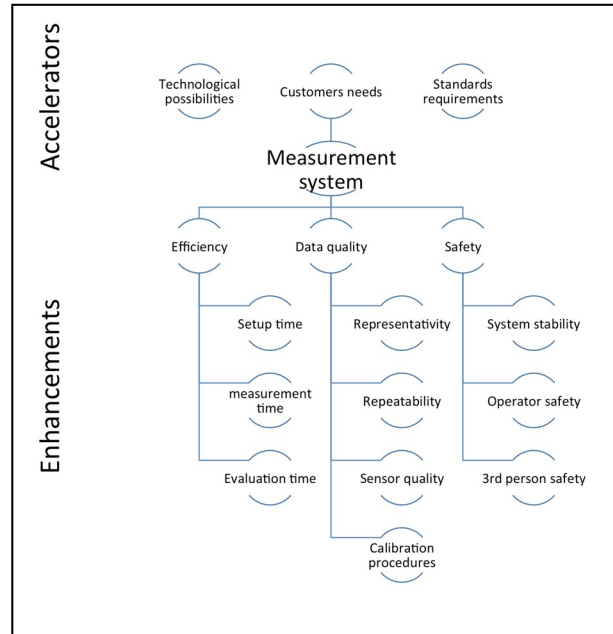 Accelerators
Technological
possibilities
Customers needs
Standards
requirements
Measurement
system
Enhancements
Efficiency
Data quality
Safety
Setup time
Representativity
System stability
measurement
time
Repeatability
Operator safety
Evaluation time
Sensor quality
3rd person safety
Calibration
procedures